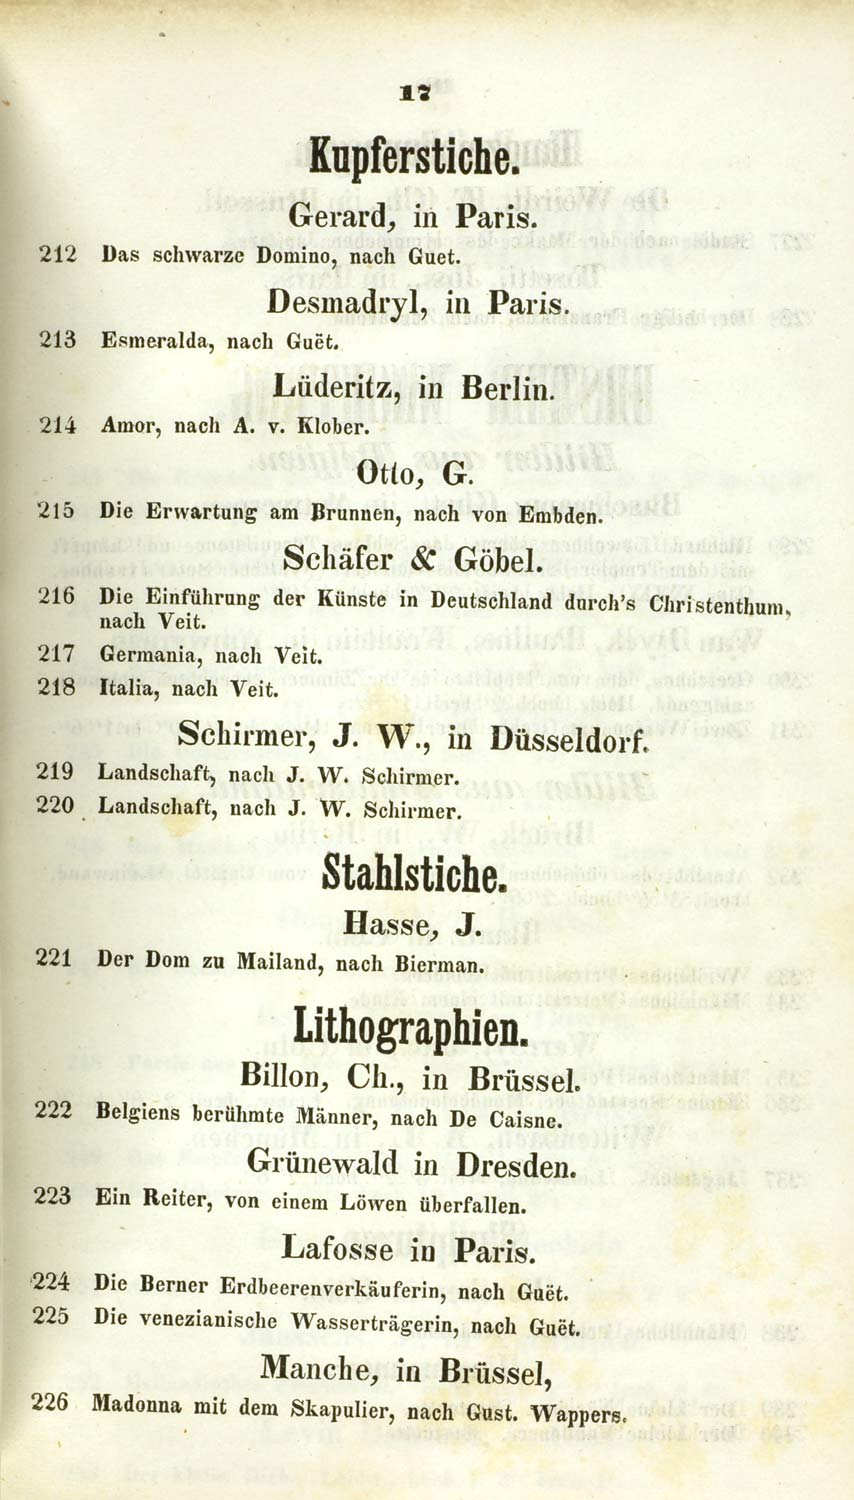 17
Kupferstiche.
Gerard, in Paris.
212 Das schwarze Domino, nach Guet.
Desmadryl, in Paris.
213 Esmeralda, nach Guët.
Lüderitz, in Berlin.
214 Amor, nach A. v. Klober.
Otto, G.
215 Die Erwartung am Brunnen, nach von Embden.
Schäfer & Göbel.
216 Die Einführung der Künste in Deutschland durch's Christenthum,
nach Veit.
217 Germania, nach Veit.
218 Italia, nach Veit.
Schirmer, J. W., in Düsseldorf.
219 Landschaft, nach J. W. Schirmer.
220 Landschaft, nach J. W. Schirmer.
Stahlstiche.
Hasse, J.
221 Der Dom zu Mailand, nach Bierman.
Lithographien.
Billon, Ch., in Brüssel.
222 Belgiens berühmte Männer, nach De Caisne.
Grünewald in Dresden.
223 Ein Reiter, von einem Löwen überfallen.
Lafosse in Paris.
224 Die Berner Erdbeerenverkäuferin, nach Guët.
225 Die venezianische Wasserträgerin, nach Guët.
Manche, in Brüssel,
226 Madonna mit dem Skapulier, nach Gust. Wappers.